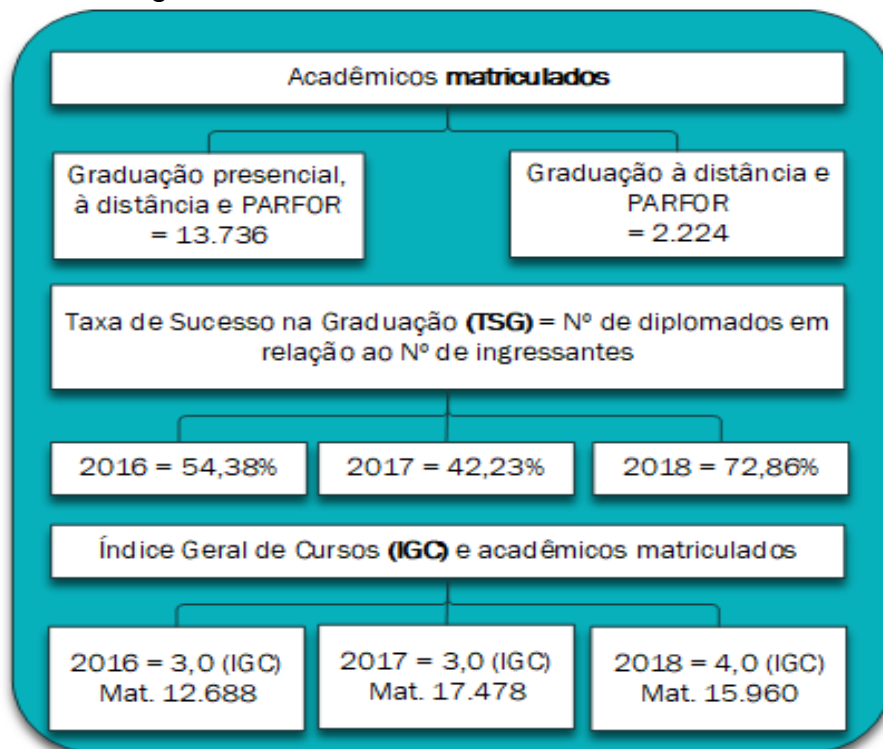 Acadêmicos matriculados
Graduação presencial,
à distância e PARFOR
= 13.736
Graduação à distância e
PARFOR
= 2.224
Taxa de Sucesso na Graduação (TSG) = Nº de diplomados em
relação ao Nº de ingressantes
2016 = 54,38%
2017 = 42,23%
2018 = 72,86%
Índice Geral de Cursos (IGC) e acadêmicos matriculados
2016 = 3,0 (IGC)
Mat. 12.688
2017 = 3,0 (IGC)
Mat. 17.478
2018 = 4,0 (IGC)
Mat. 15.960